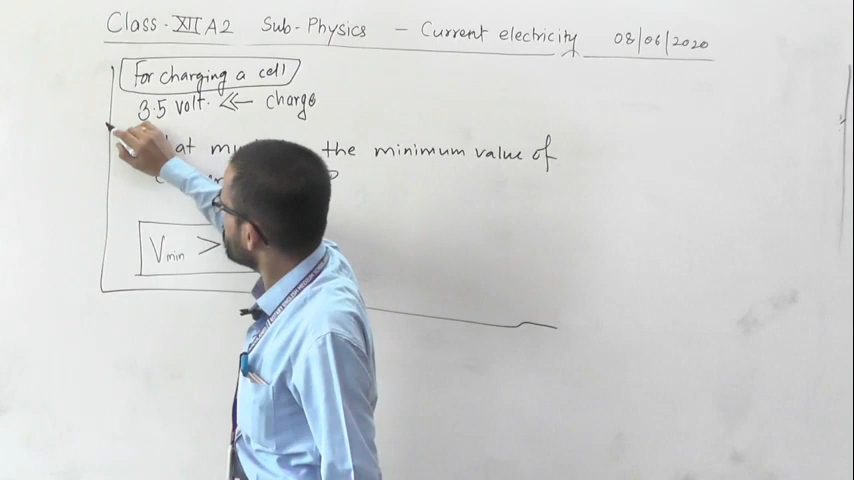 Class - XII A2 Sub - Physics - Current electricity 08/06/2020
For charging a cell
3.5 volt. ≪← charge
the minimum value of
Vmin >